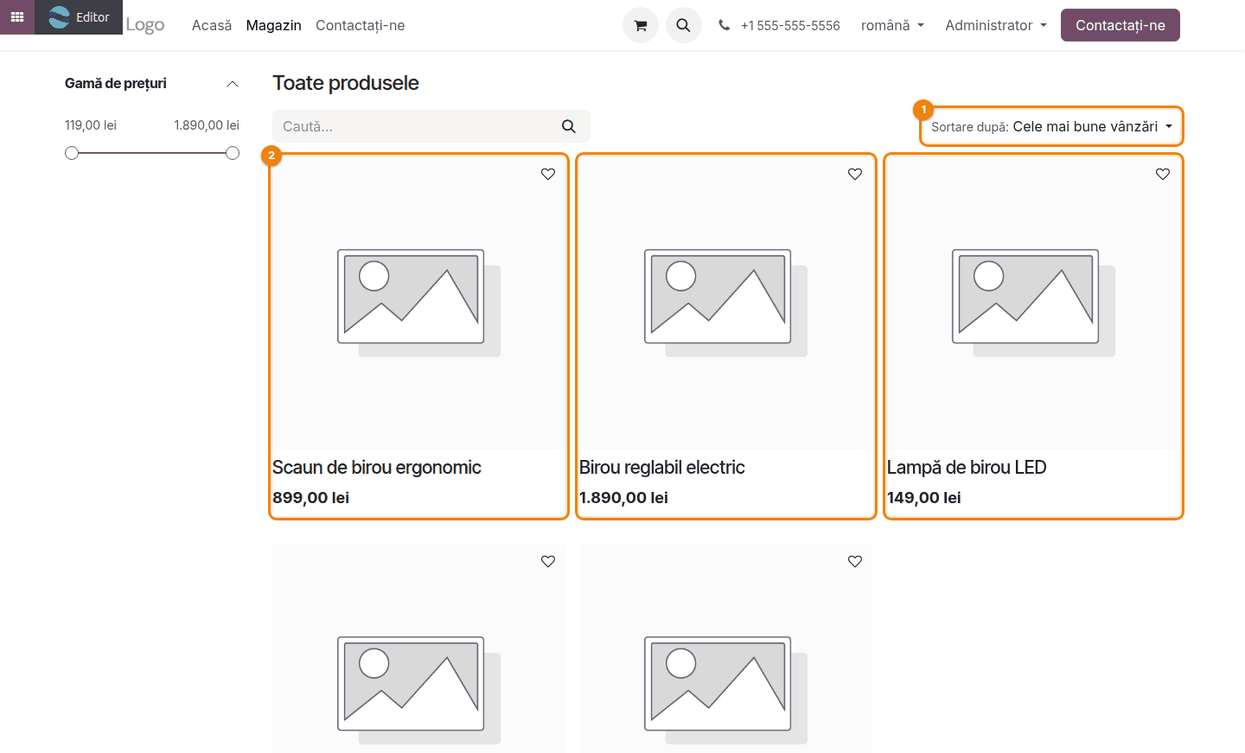 Editor
Logo
Acasă
Magazin
Contactați-ne
+1 555-555-5556
română
Administrator
Contactați-ne
Gamă de prețuri
119,00 lei
1.890,00 lei
Toate produsele
Caută...
1
Sortare după: Cele mai bune vânzări
2
Scaun de birou ergonomic
899,00 lei
Birou reglabil electric
1.890,00 lei
Lampă de birou LED
149,00 lei